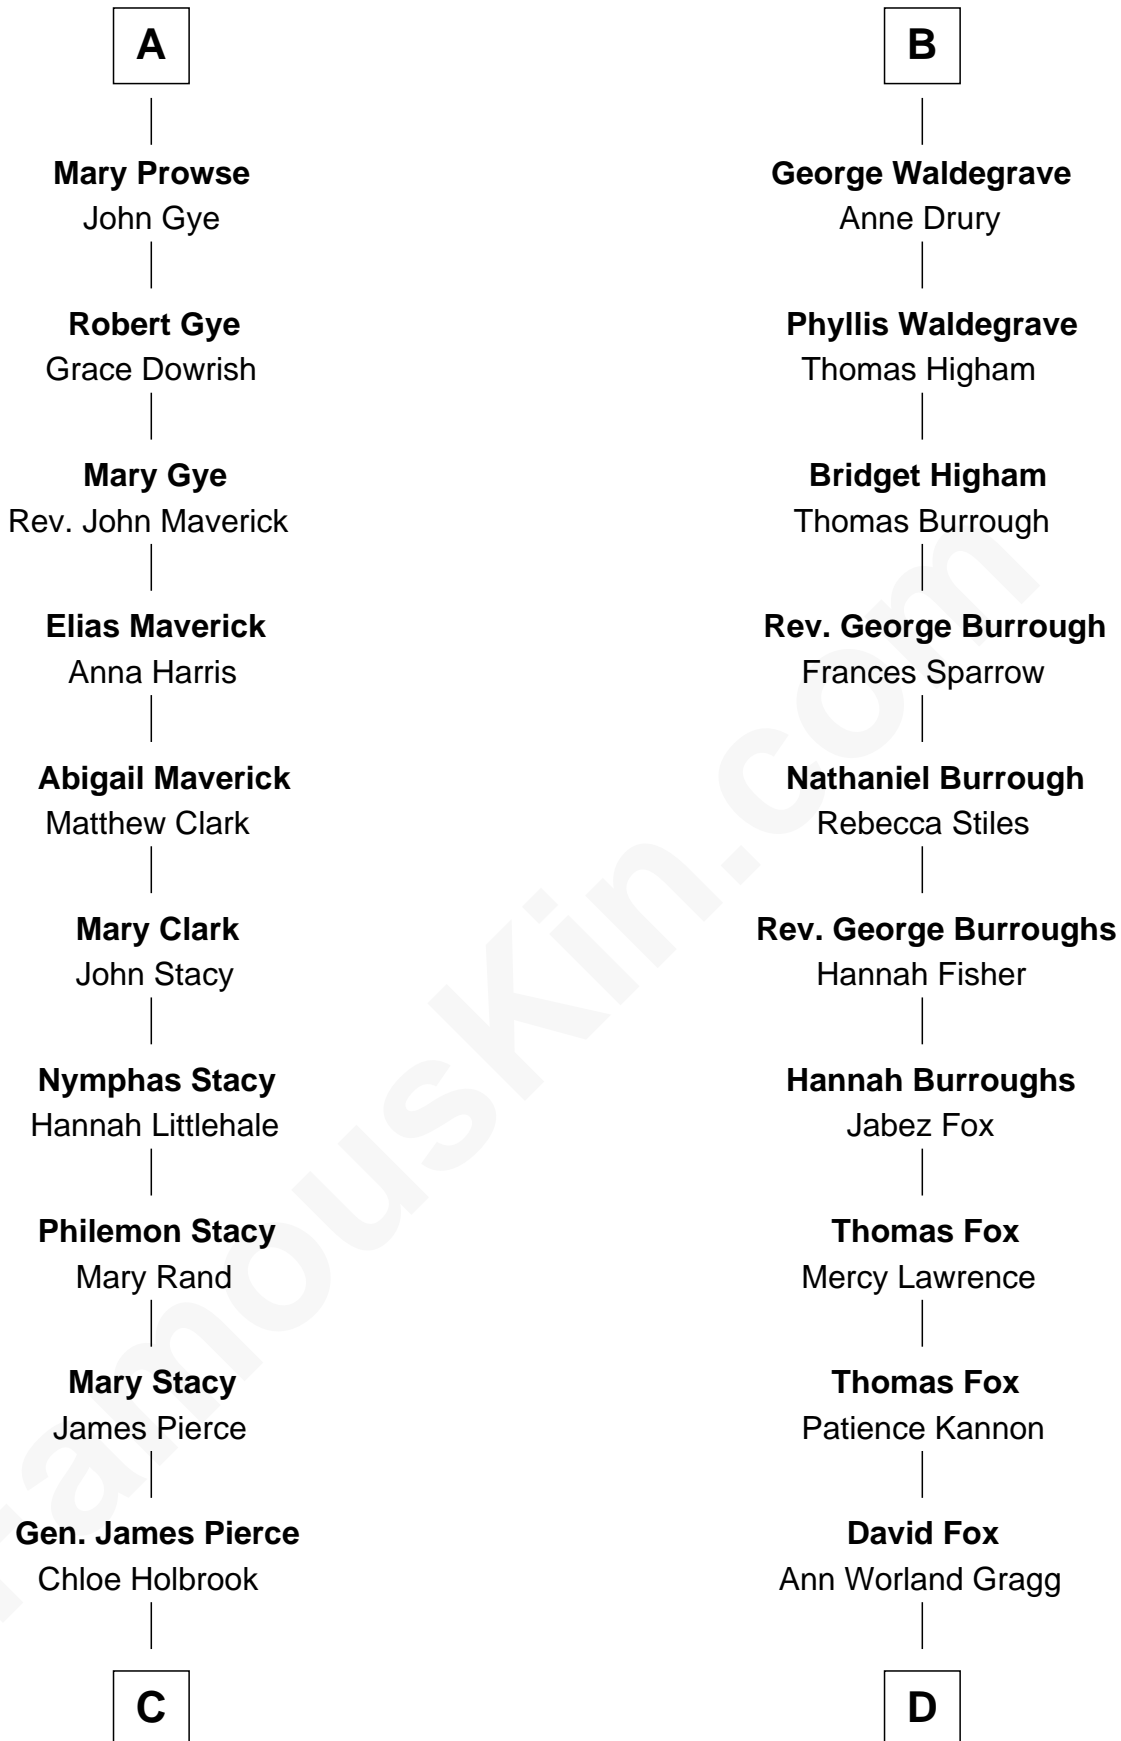 A
Mary Prowse
John Gye
Robert Gye
Grace Dowrish
Mary Gye
Rev. John Maverick
Elias Maverick
Anna Harris
Abigail Maverick
Matthew Clark
Mary Clark
John Stacy
Nymphas Stacy
Hannah Littlehale
Philemon Stacy
Mary Rand
Mary Stacy
James Pierce
Gen. James Pierce
Chloe Holbrook
C
B
George Waldegrave
Anne Drury
Phyllis Waldegrave
Thomas Higham
Bridget Higham
Thomas Burrough
Rev. George Burrough
Frances Sparrow
Nathaniel Burrough
Rebecca Stiles
Rev. George Burroughs
Hannah Fisher
Hannah Burroughs
Jabez Fox
Thomas Fox
Mercy Lawrence
Thomas Fox
Patience Kannon
David Fox
Ann Worland Gragg
D
FamousKin.com